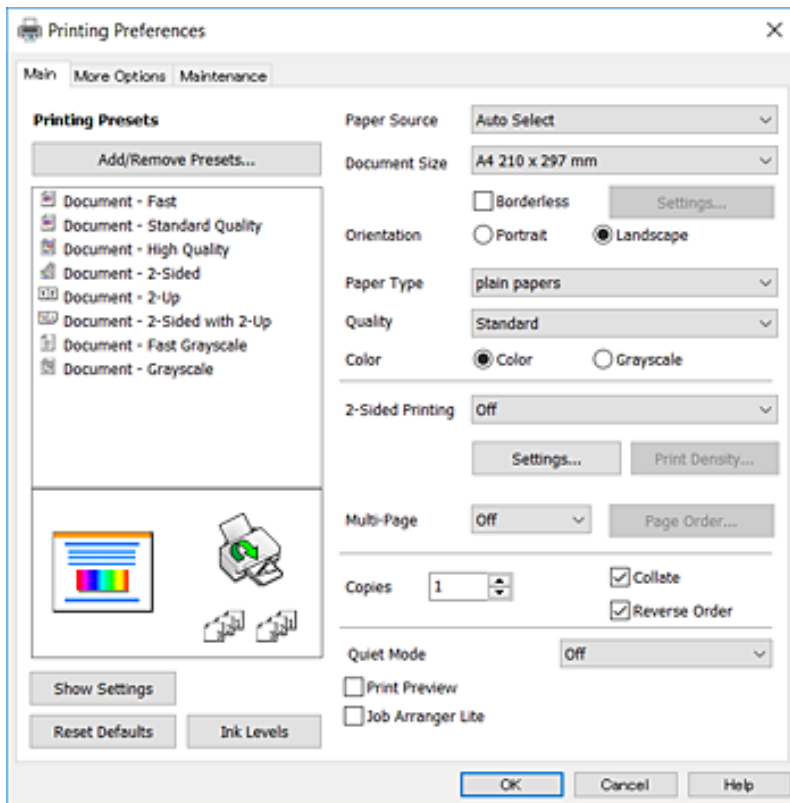 Printing Preferences
Main More Options Maintenance
Printing Presets
Add/Remove Presets...
Document - Fast
Document - Standard Quality
Document - High Quality
Document - 2-Sided
Document - 2-Up
Document - 2-Sided with 2-Up
Document - Fast Grayscale
Document - Grayscale
Show Settings
Reset Defaults Ink Levels
Paper Source Auto Select
Document Size A4 210 x 297 mm
Borderless Settings...
Orientation Portrait Landscape
Paper Type plain papers
Quality Standard
Color Color Grayscale
2-Sided Printing Off
Settings... Print Density...
Multi-Page Off Page Order...
Copies 1 Collate
Reverse Order
Quiet Mode Off
Print Preview
Job Arranger Lite
OK Cancel Help